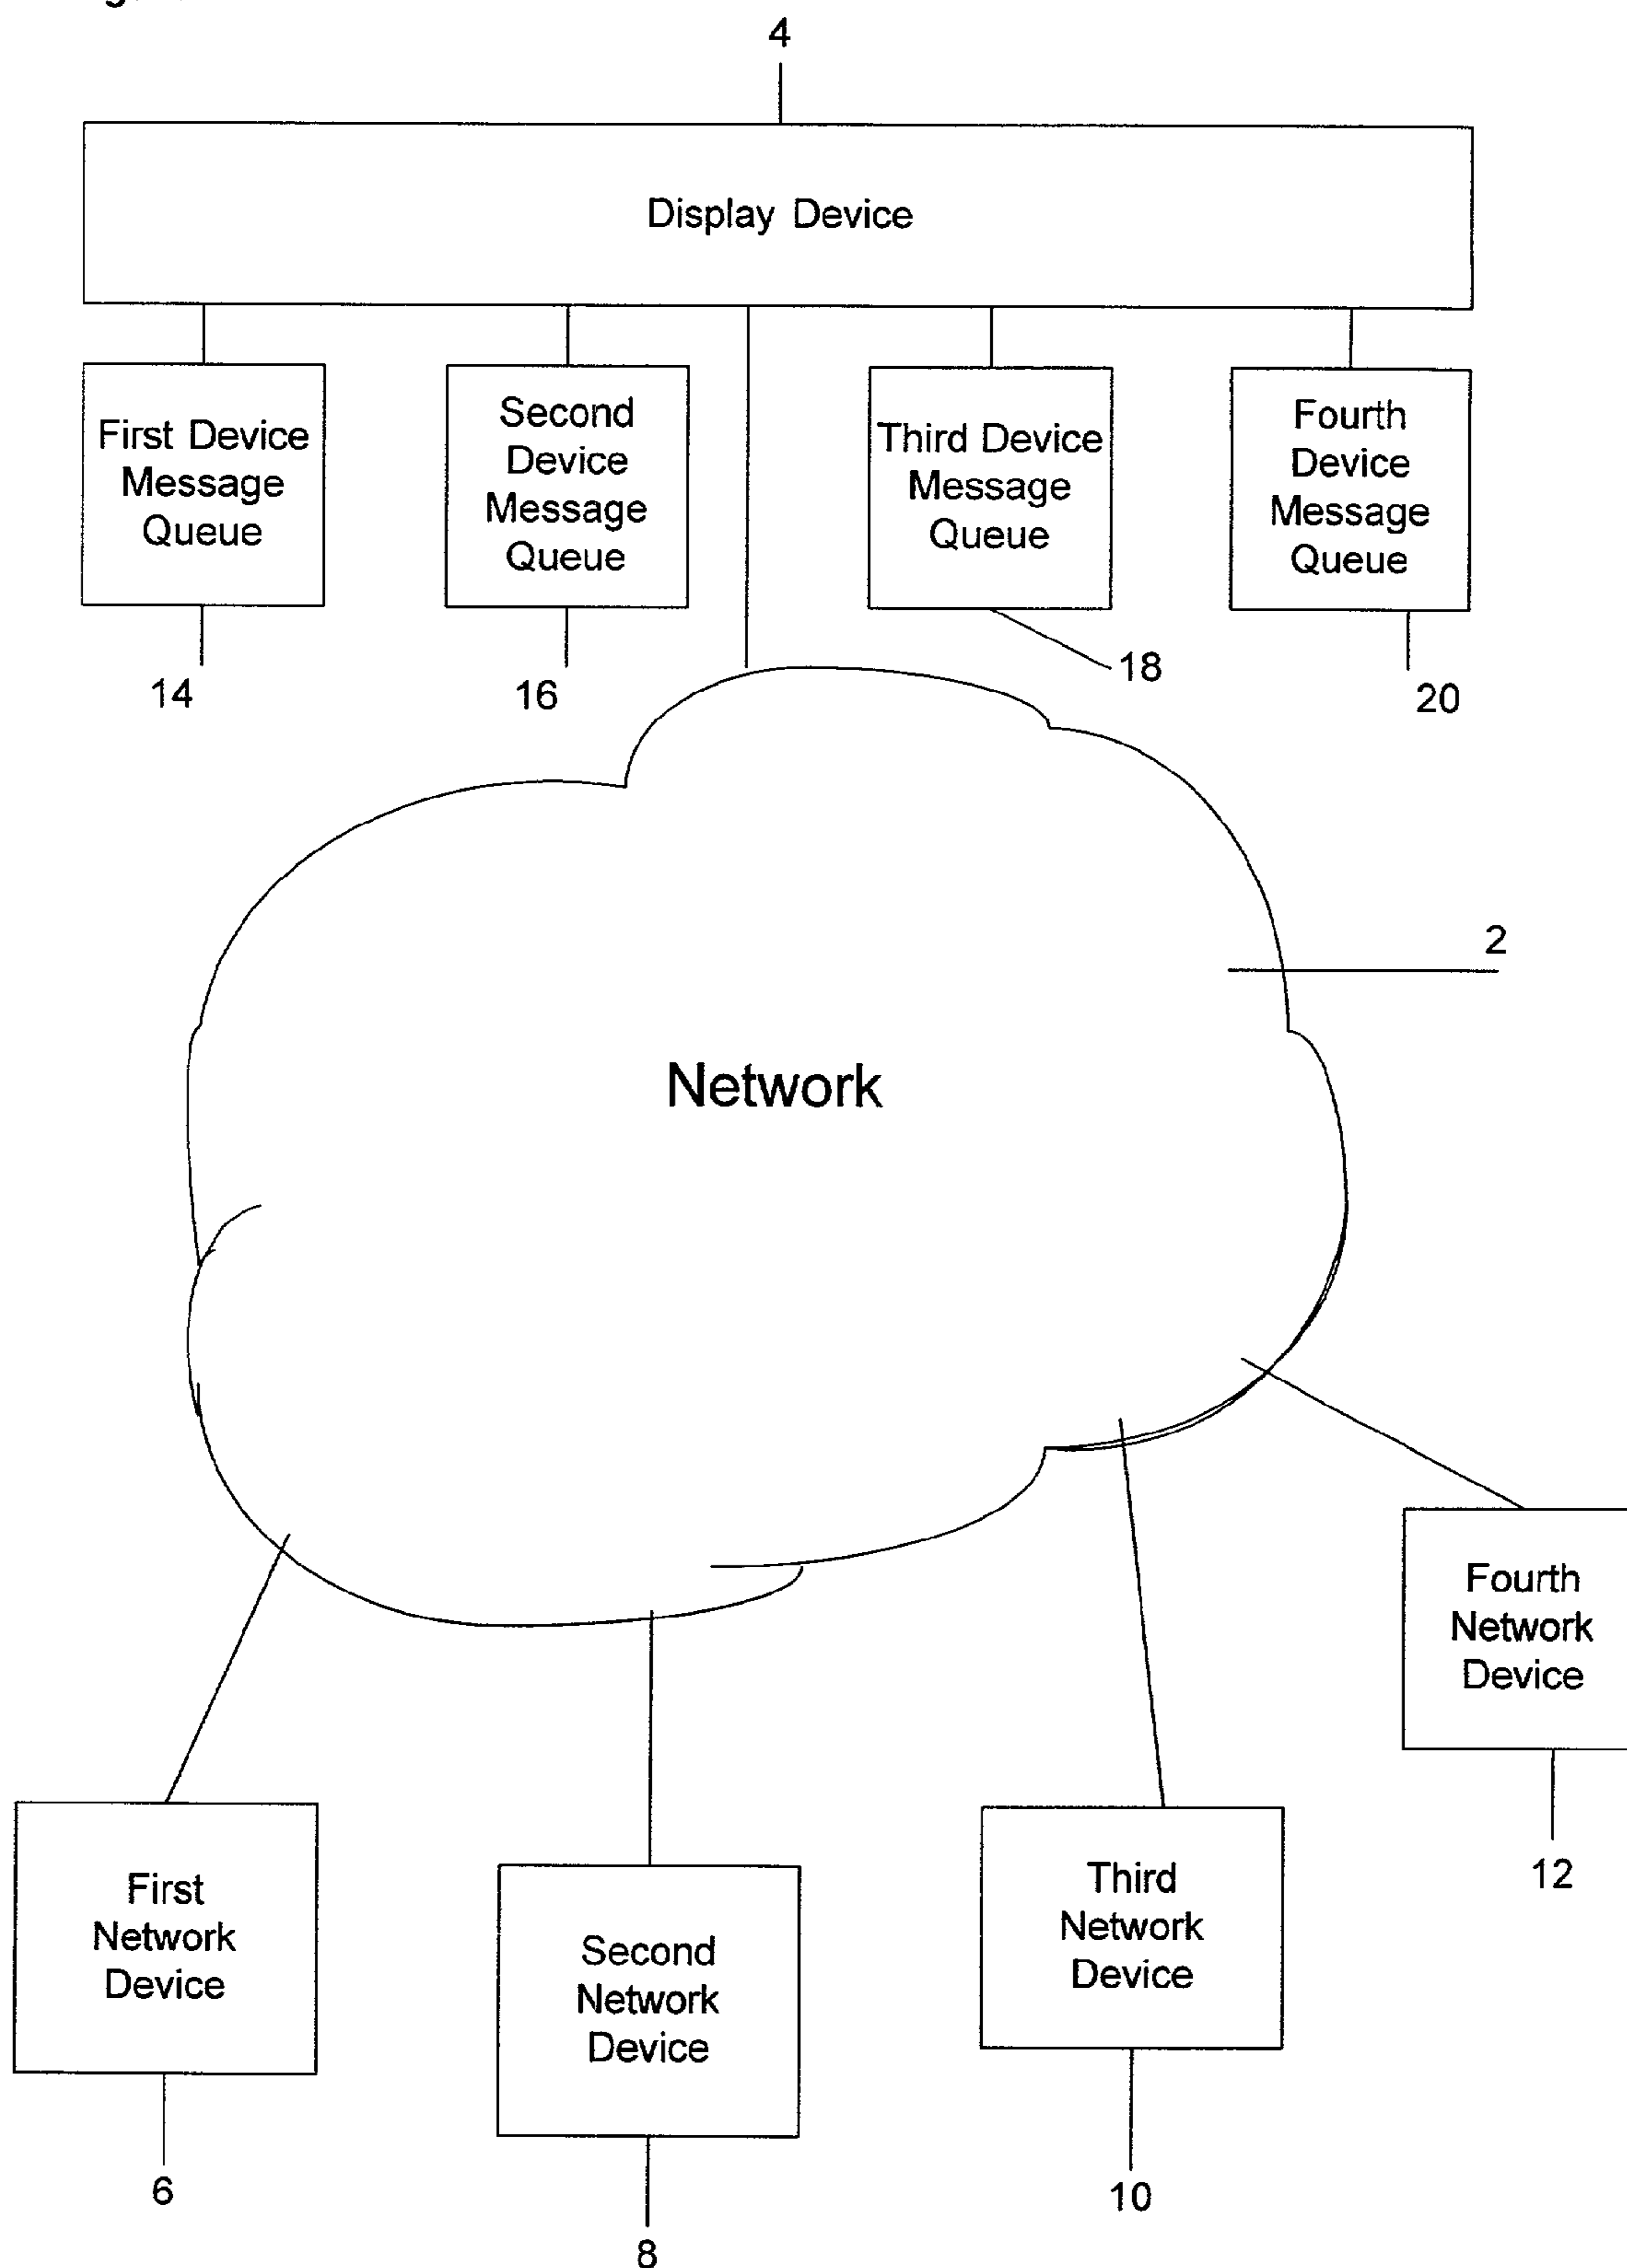 4
Display Device
First Device
Message
Queue
Second
Device
Message
Queue
Third Device
Message
Queue
Fourth
Device
Message
Queue
14
16
18
20
2
Network
Fourth
Network
Device
12
First
Network
Device
6
Second
Network
Device
8
Third
Network
Device
10